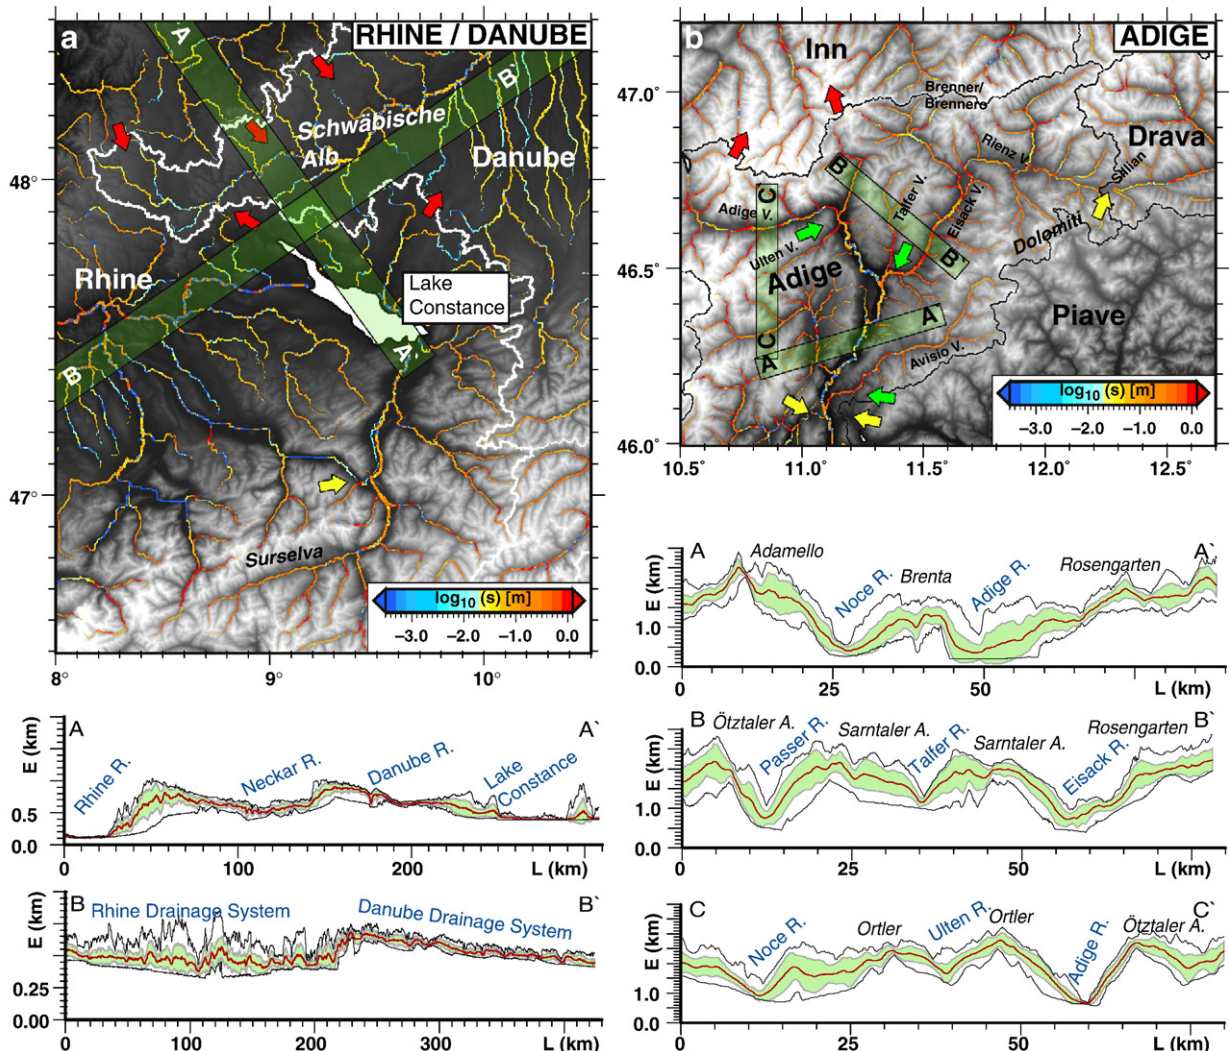 a
RHINE / DANUBE
A
B`
Schwäbische
Alb
Danube
48°
Rhine
Lake
Constance
A`
B
47°
Surselva
log10 (s) [m]
−3.0 −2.0 −1.0 0.0
8° 9° 10°
b
ADIGE
Inn
47.0°
Brenner/
Brennero
Drava
Rienz V.
Sillian
B`
C`
Talfer V.
Eisack V.
Adige V.
Dolomiti
Ulten V.
46.5°
Adige
B`
Piave
A`
C
A
Avisio V.
log10 (s) [m]
−3.0 −2.0 −1.0 0.0
46.0°
10.5° 11.0° 11.5° 12.0° 12.5°
A A`
E (km)
Rhine R.
Neckar R.
Danube R.
Lake
Constance
0.5
0.0
0 100 200 L (km)
B B`
E (km)
Rhine Drainage System
Danube Drainage System
0.25
0.00
0 100 200 300 L (km)
A A`
E (km)
Adamello
Noce R.
Brenta
Adige R.
Rosengarten
1.0
0.0
0 25 50 L (km)
B B`
E (km)
Ötztaler A.
Passer R.
Sarntaler A.
Talfer R.
Sarntaler A.
Eisack R.
Rosengarten
1.0
0.0
0 25 50 L (km)
C C`
E (km)
Noce R.
Ortler
Ulten R.
Ortler
Adige R.
Ötztaler A.
1.0
0.0
0 25 50 L (km)